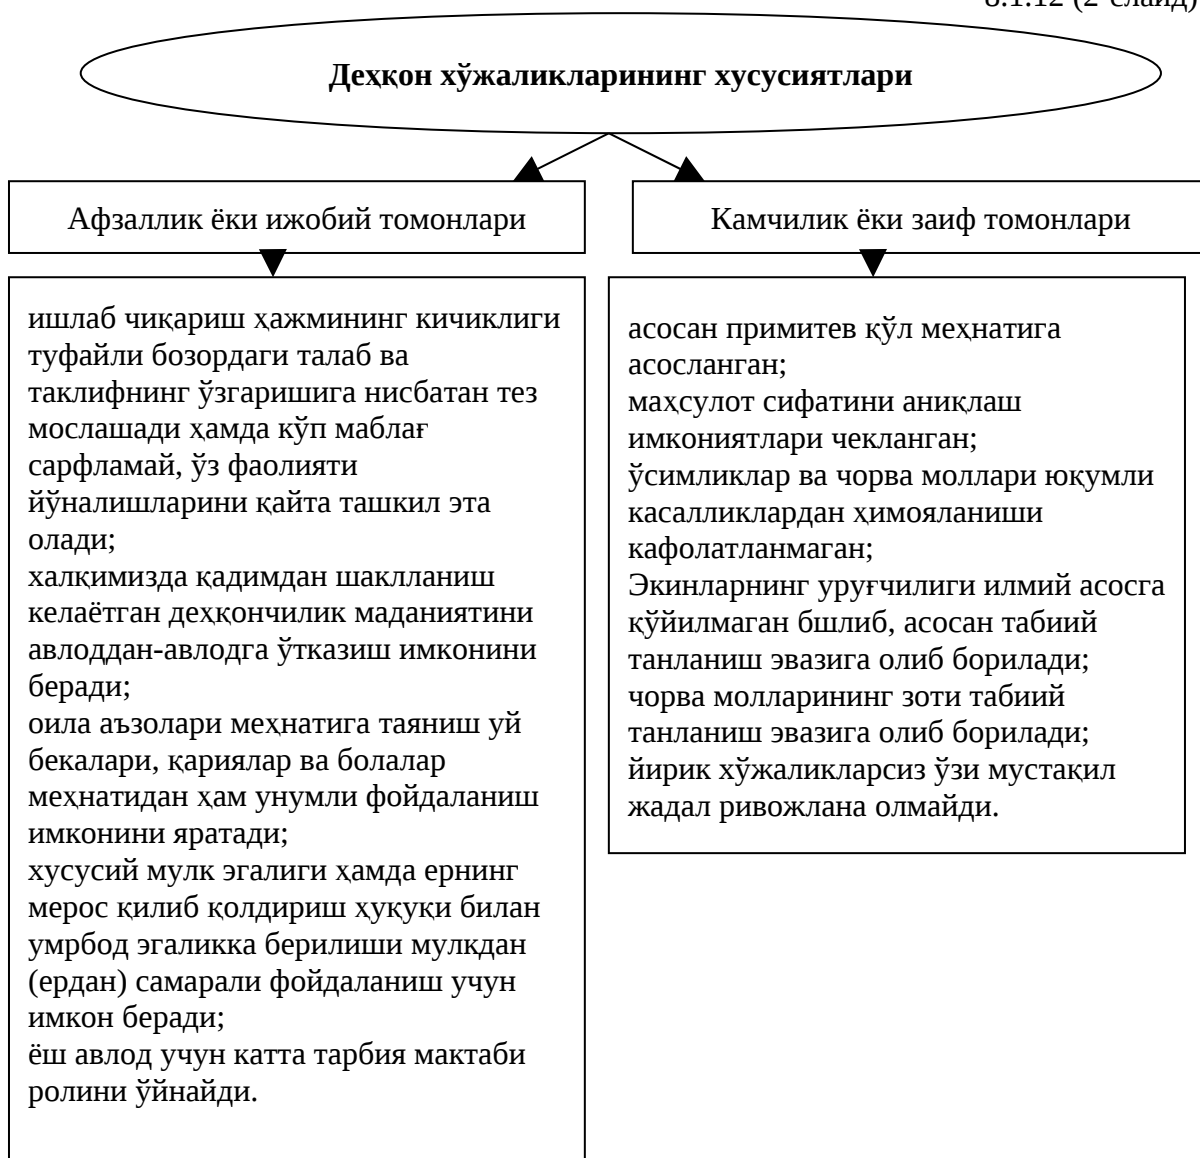 8.1.12 (2-слайд)
Деҳқон хўжаликларининг хусусиятлари
Афзаллик ёки ижобий томонлари
Камчилик ёки заиф томонлари
ишлаб чиқариш ҳажмининг кичиклиги
туфайли бозордаги талаб ва
таклифнинг ўзгаришига нисбатан тез
мослашади ҳамда кўп маблағ
сарфламай, ўз фаолияти
йўналишларини қайта ташкил эта
олади;
халқимизда қадимдан шаклланиш
келаётган деҳқончилик маданиятини
авлоддан-авлодга ўтказиш имконини
беради;
оила аъзолари меҳнатига таяниш уй
бекалари, қариялар ва болалар
меҳнатидан ҳам унумли фойдаланиш
имконини яратади;
хусусий мулк эгалиги ҳамда ернинг
мерос қилиб қолдириш ҳуқуқи билан
умрбод эгаликка берилиши мулкдан
(ердан) самарали фойдаланиш учун
имкон беради;
ёш авлод учун катта тарбия мактаби
ролини ўйнайди.
асосан примитев қўл меҳнатига
асосланган;
маҳсулот сифатини аниқлаш
имкониятлари чекланган;
ўсимликлар ва чорва моллари юқумли
касалликлардан ҳимояланиши
кафолатланмаган;
Экинларнинг уруғчилиги илмий асосга
қўйилмаган бшлиб, асосан табиий
танланиш эвазига олиб борилади;
чорва молларининг зоти табиий
танланиш эвазига олиб борилади;
йирик хўжаликларсиз ўзи мустақил
жадал ривожлана олмайди.